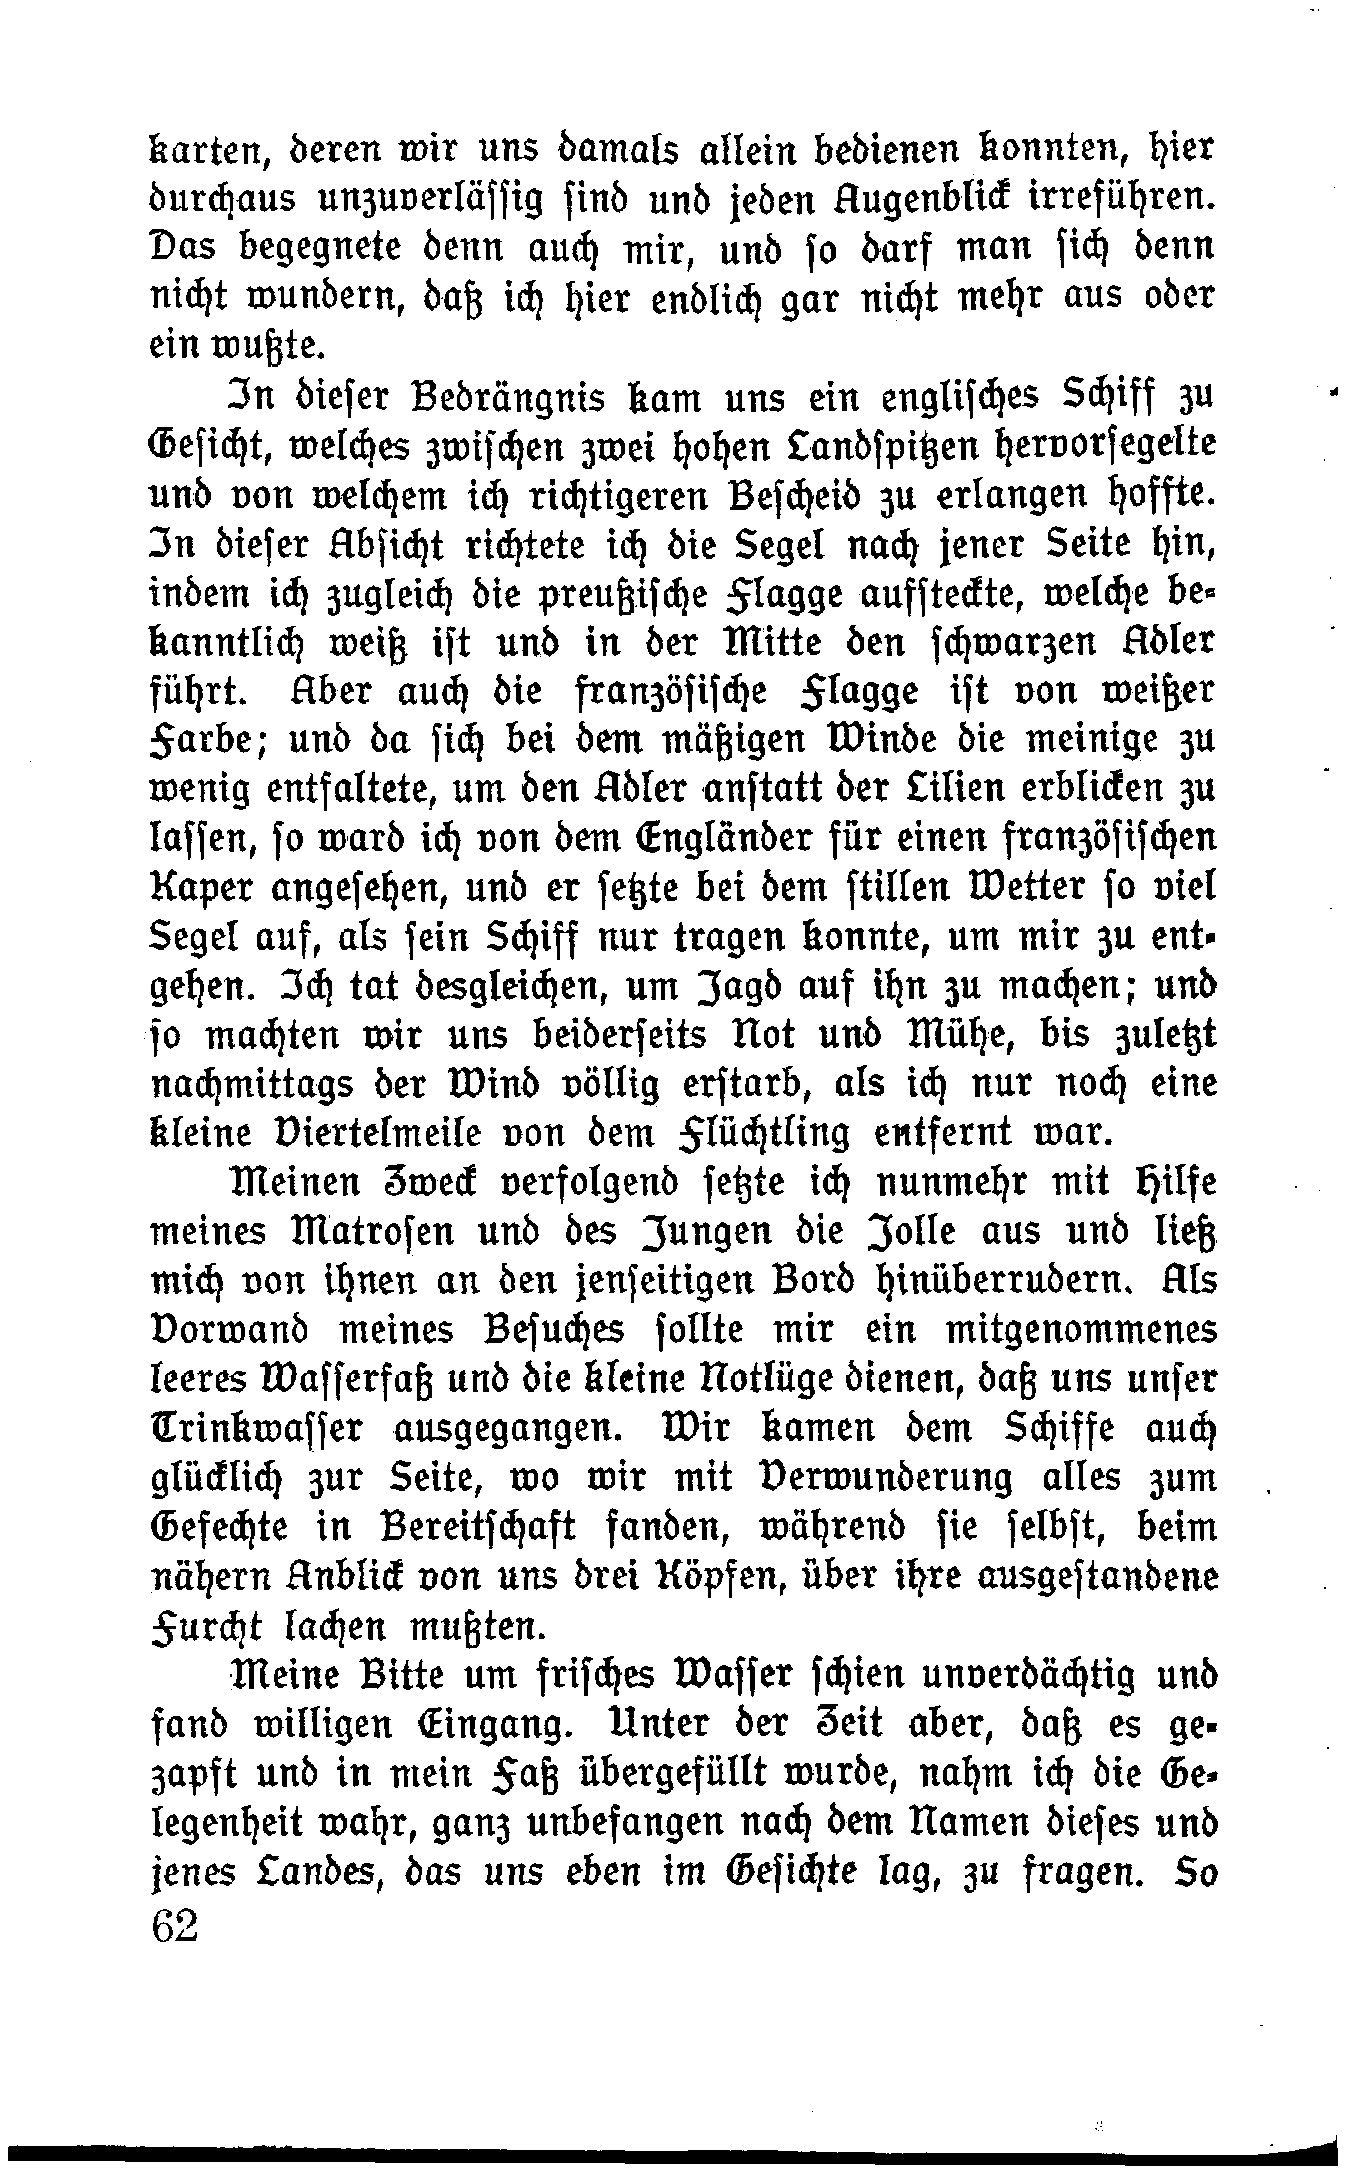 karten, deren wir uns damals allein bedienen konnten, hier
durchaus unzuverlässig sind und jeden Augenblick irreführen.
Das begegnete denn auch mir, und so darf man sich denn
nicht wundern, daß ich hier endlich gar nicht mehr aus oder
ein wußte.
In dieser Bedrängnis kam uns ein englisches Schiff zu
Gesicht, welches zwischen zwei hohen Landspitzen hervorsegelte
und von welchem ich richtigeren Bescheid zu erlangen hoffte.
In dieser Absicht richtete ich die Segel nach jener Seite hin,
indem ich zugleich die preußische Flagge aufsteckte, welche be-
kanntlich weiß ist und in der Mitte den schwarzen Adler
führt. Aber auch die französische Flagge ist von weißer
Farbe; und da sich bei dem mäßigen Winde die meinige zu
wenig entfaltete, um den Adler anstatt der Lilien erblicken zu
lassen, so ward ich von dem Engländer für einen französischen
Kaper angesehen, und er setzte bei dem stillen Wetter so viel
Segel auf, als sein Schiff nur tragen konnte, um mir zu ent-
gehen. Ich tat desgleichen, um Jagd auf ihn zu machen; und
so machten wir uns beiderseits Not und Mühe, bis zuletzt
nachmittags der Wind völlig erstarb, als ich nur noch eine
kleine Viertelmeile von dem Flüchtling entfernt war.
Meinen Zweck verfolgend setzte ich nunmehr mit Hilfe
meines Matrosen und des Jungen die Jolle aus und ließ
mich von ihnen an den jenseitigen Bord hinüberrudern. Als
Vorwand meines Besuches sollte mir ein mitgenommenes
leeres Wasserfaß und die kleine Notlüge dienen, daß uns unser
Trinkwasser ausgegangen. Wir kamen dem Schiffe auch
glücklich zur Seite, wo wir mit Verwunderung alles zum
Gefechte in Bereitschaft fanden, während sie selbst, beim
nähern Anblick von uns drei Köpfen, über ihre ausgestandene
Furcht lachen mußten.
Meine Bitte um frisches Wasser schien unverdächtig und
fand willigen Eingang. Unter der Zeit aber, daß es ge-
zapft und in mein Faß übergefüllt wurde, nahm ich die Ge-
legenheit wahr, ganz unbefangen nach dem Namen dieses und
jenes Landes, das uns eben im Gesichte lag, zu fragen. So
62